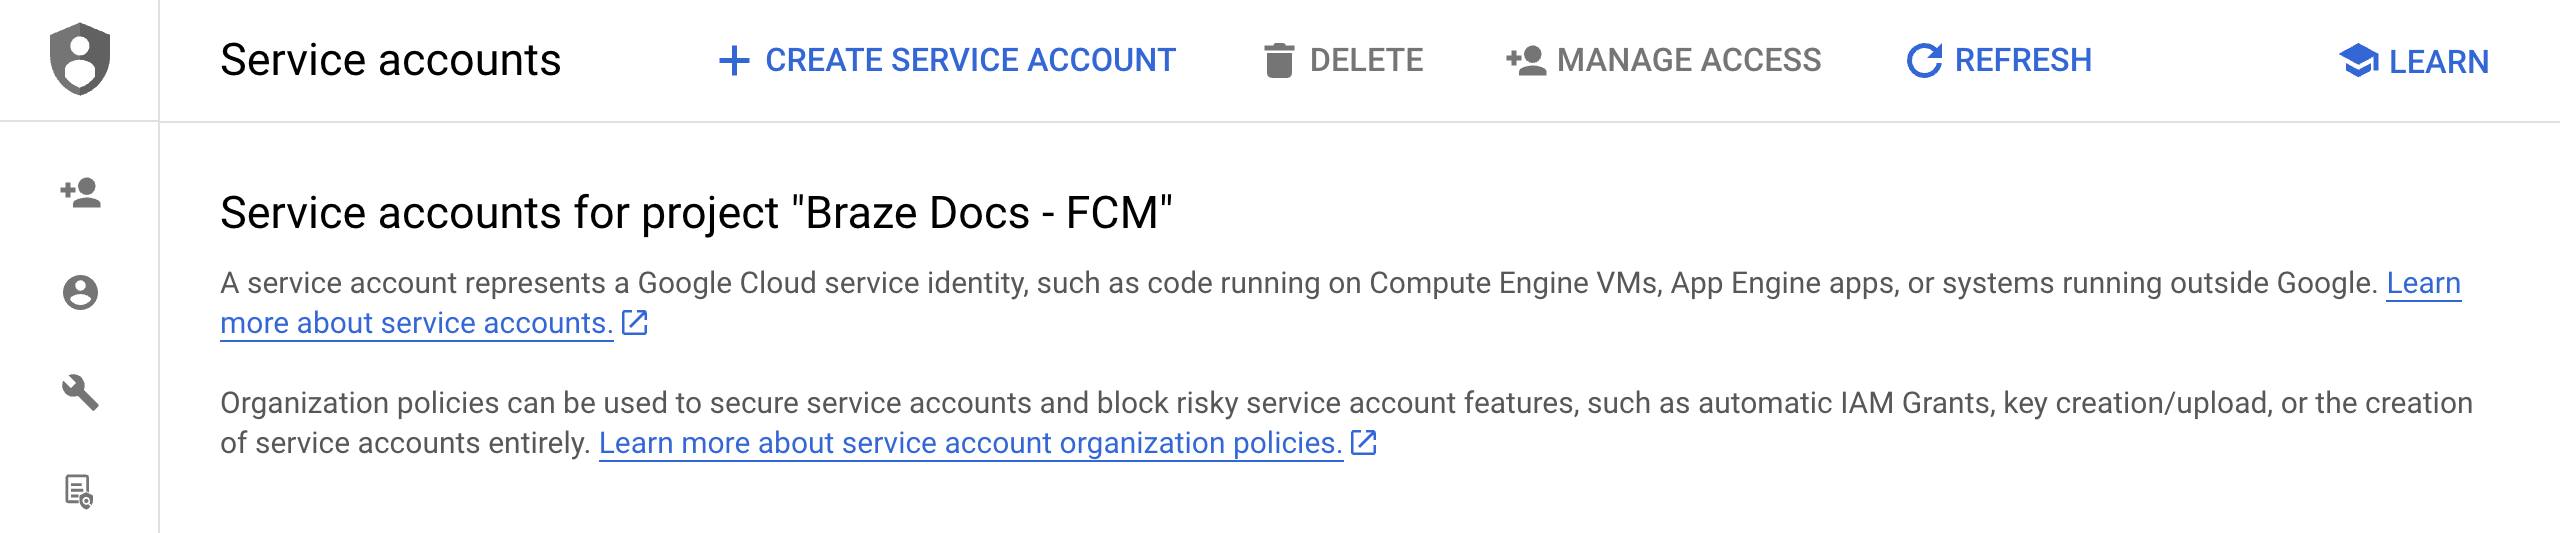 Service accounts
CREATE SERVICE ACCOUNT
DELETE
MANAGE ACCESS
REFRESH
LEARN
Service accounts for project "Braze Docs - FCM"
A service account represents a Google Cloud service identity, such as code running on Compute Engine VMs, App Engine apps, or systems running outside Google. Learn
more about service accounts.
Organization policies can be used to secure service accounts and block risky service account features, such as automatic IAM Grants, key creation/upload, or the creation
of service accounts entirely. Learn more about service account organization policies.